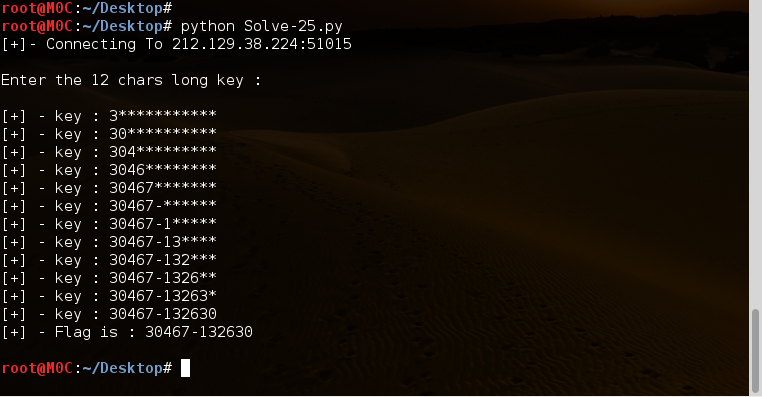 root@M0C:~/Desktop#
root@M0C:~/Desktop# python Solve-25.py
[+]- Connecting To 212.129.38.224:51015
Enter the 12 chars long key :
[+] - key : 3***********
[+] - key : 30**********
[+] - key : 304*********
[+] - key : 3046********
[+] - key : 30467*******
[+] - key : 30467-******
[+] - key : 30467-1*****
[+] - key : 30467-13****
[+] - key : 30467-132***
[+] - key : 30467-1326**
[+] - key : 30467-13263*
[+] - key : 30467-132630
[+] - Flag is : 30467-132630
root@M0C:~/Desktop#